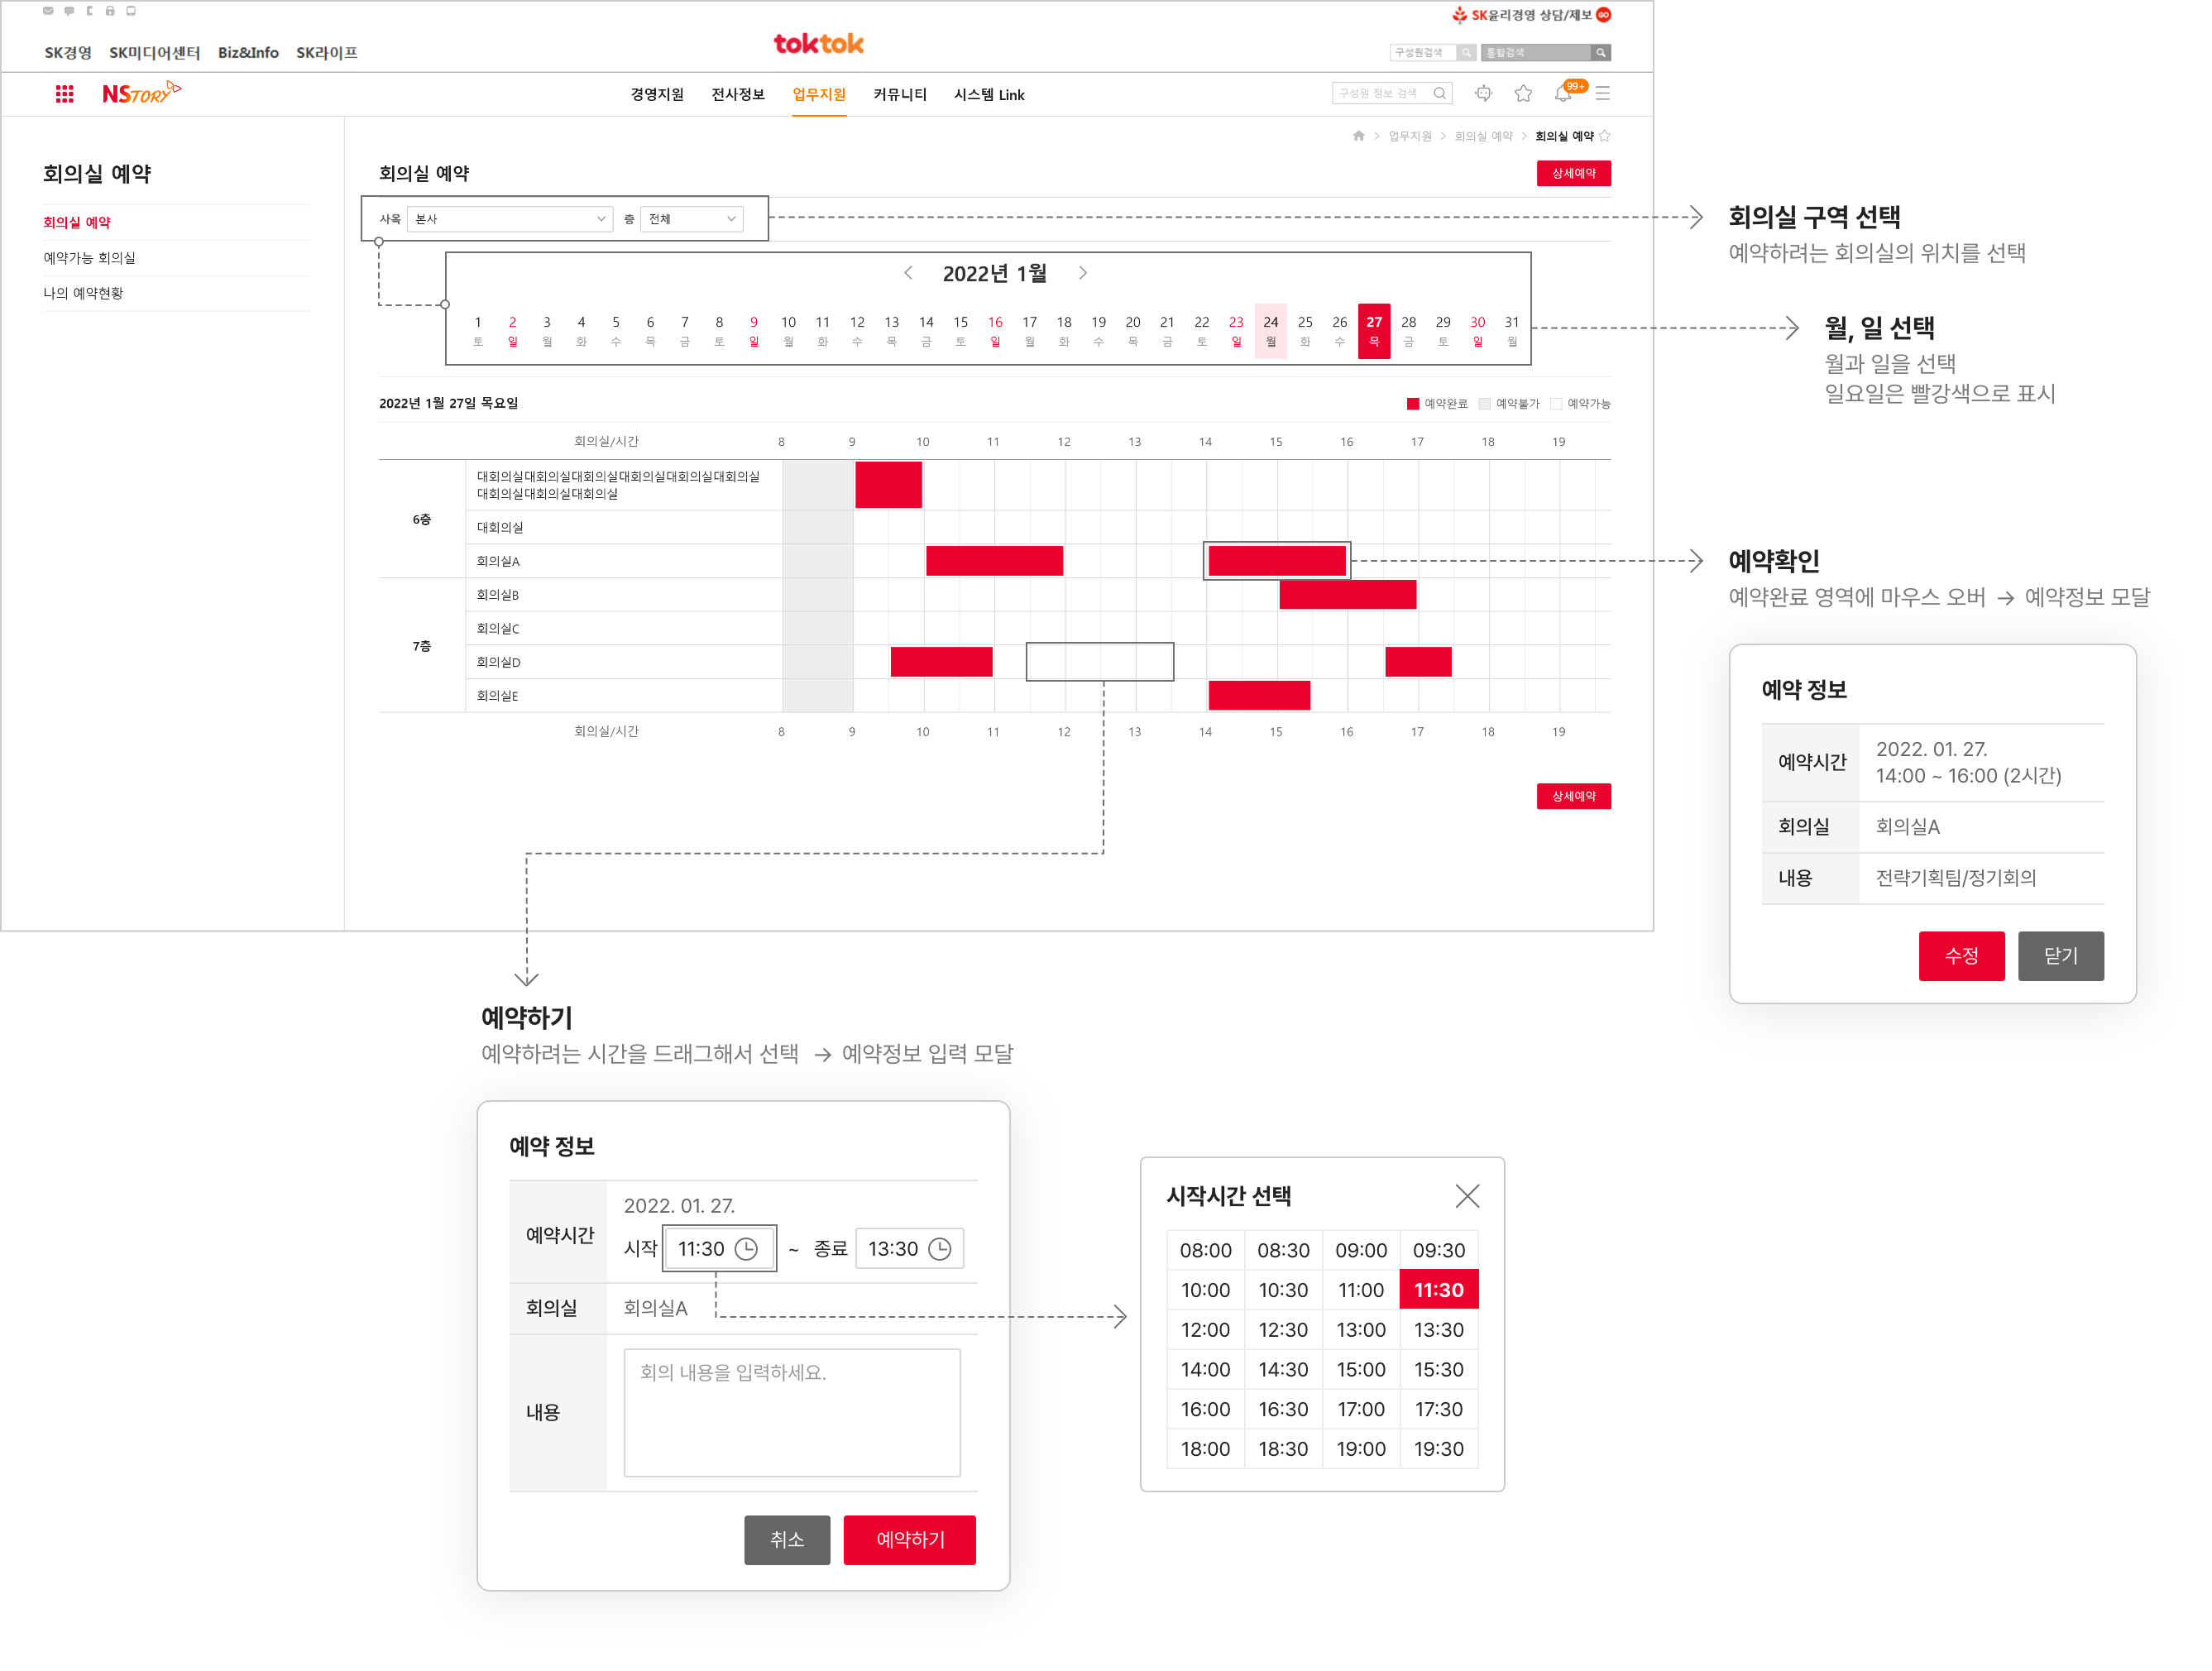 SK윤리경영 상담/제보 GO
SK경영 SK미디어센터 Biz&Info SK라이프
toktok
구성원검색 통합검색
NSTORY
경영지원 전사정보 업무지원 커뮤니티 시스템 Link
구성원 정보 검색 99+
업무지원 > 회의실 예약 > 회의실 예약
회의실 예약
회의실 예약
예약가능 회의실
나의 예약현황
회의실 예약
상세예약
사옥 본사 층 전체
2022년 1월
1 2 3 4 5 6 7 8 9 10 11 12 13 14 15 16 17 18 19 20 21 22 23 24 25 26 27 28 29 30 31
토 일 월 화 수 목 금 토 일 월 화 수 목 금 토 일 월 화 수 목 금 토 일 월 화 수 목 금 토 일 월
2022년 1월 27일 목요일
예약완료 예약불가 예약가능
회의실/시간 8 9 10 11 12 13 14 15 16 17 18 19
6층
대회의실대회의실대회의실대회의실대회의실대회의실
대회의실대회의실대회의실
대회의실
회의실A
7층
회의실B
회의실C
회의실D
회의실E
회의실/시간 8 9 10 11 12 13 14 15 16 17 18 19
상세예약
회의실 구역 선택
예약하려는 회의실의 위치를 선택
월, 일 선택
월과 일을 선택
일요일은 빨강색으로 표시
예약확인
예약완료 영역에 마우스 오버 → 예약정보 모달
예약 정보
예약시간
2022. 01. 27.
14:00 ~ 16:00 (2시간)
회의실 회의실A
내용 전략기획팀/정기회의
수정 닫기
예약하기
예약하려는 시간을 드래그해서 선택 → 예약정보 입력 모달
예약 정보
예약시간
2022. 01. 27.
시작 11:30 ~ 종료 13:30
회의실 회의실A
내용
회의 내용을 입력하세요.
취소 예약하기
시작시간 선택
08:00 08:30 09:00 09:30
10:00 10:30 11:00 11:30
12:00 12:30 13:00 13:30
14:00 14:30 15:00 15:30
16:00 16:30 17:00 17:30
18:00 18:30 19:00 19:30